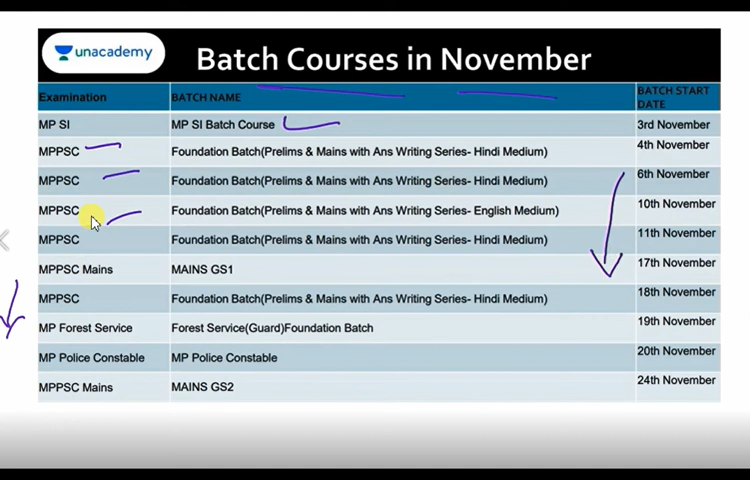 unacademy
Batch Courses in November
Examination BATCH NAME BATCH START DATE
MP SI MP SI Batch Course 3rd November
MPPSC Foundation Batch(Prelims & Mains with Ans Writing Series- Hindi Medium) 4th November
MPPSC Foundation Batch(Prelims & Mains with Ans Writing Series- Hindi Medium) 6th November
MPPSC Foundation Batch(Prelims & Mains with Ans Writing Series- English Medium) 10th November
MPPSC Foundation Batch(Prelims & Mains with Ans Writing Series- Hindi Medium) 11th November
MPPSC Mains MAINS GS1 17th November
MPPSC Foundation Batch(Prelims & Mains with Ans Writing Series- Hindi Medium) 18th November
MP Forest Service Forest Service(Guard)Foundation Batch 19th November
MP Police Constable MP Police Constable 20th November
MPPSC Mains MAINS GS2 24th November